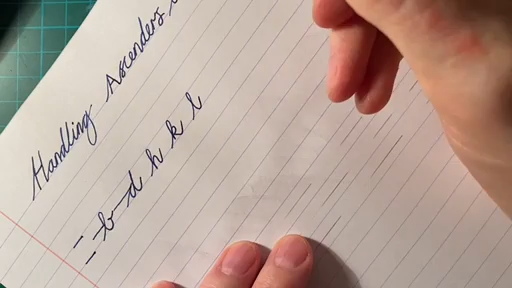 Handling Ascenders
= b d h k l